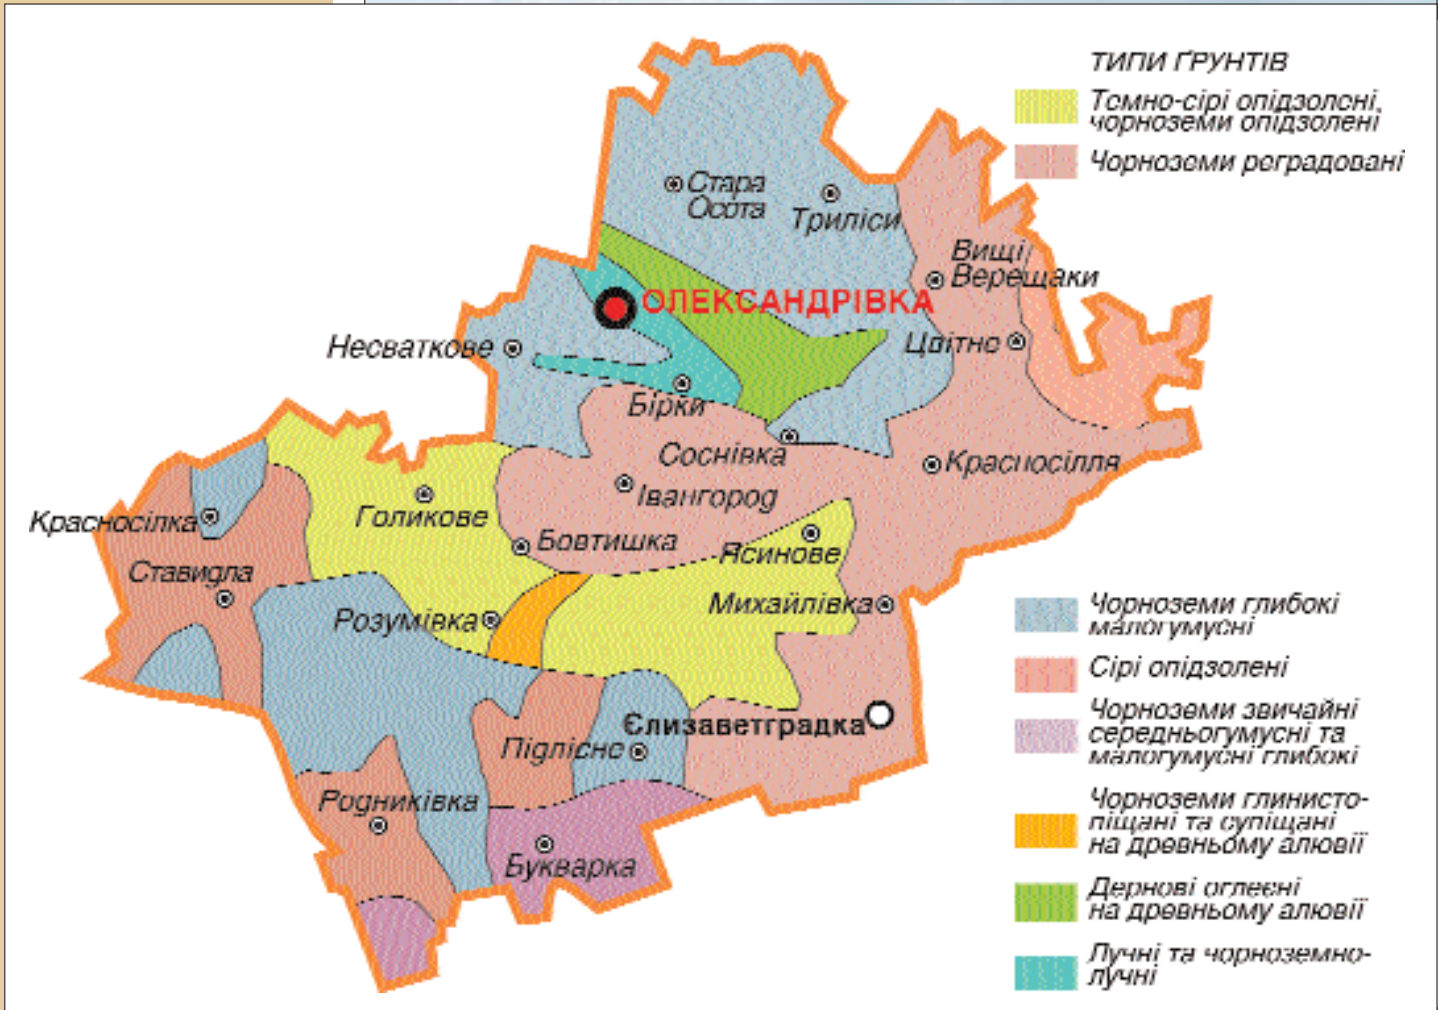 ТИПИ ҐРУНТІВ
Темно-сірі опідзолені,
чорноземи опідзолені
Чорноземи реградовані
Стара
Осота
Триліси
Вищі
Верещаки
ОЛЕКСАНДРІВКА
Несваткове
Цвітне
Бірки
Соснівка
Красносілля
Івангород
Красносілка
Голикове
Бовтишка
Ясинове
Ставидла
Розумівка
Михайлівка
Єлизаветградка
Підлісне
Родниківка
Букварка
Чорноземи глибокі
малогумусні
Сірі опідзолені
Чорноземи звичайні
середньогумусні та
малогумусні глибокі
Чорноземи глинисто-
піщані та супіщані
на древньому алювії
Дернові оглеєні
на древньому алювії
Лучні та чорноземно-
лучні